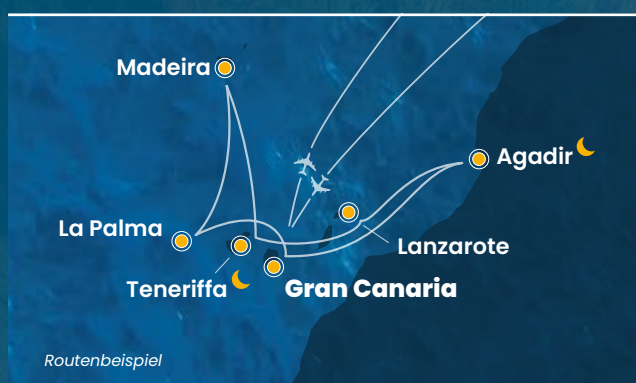 Madeira
Agadir
La Palma
Lanzarote
Teneriffa
Gran Canaria
Routenbeispiel